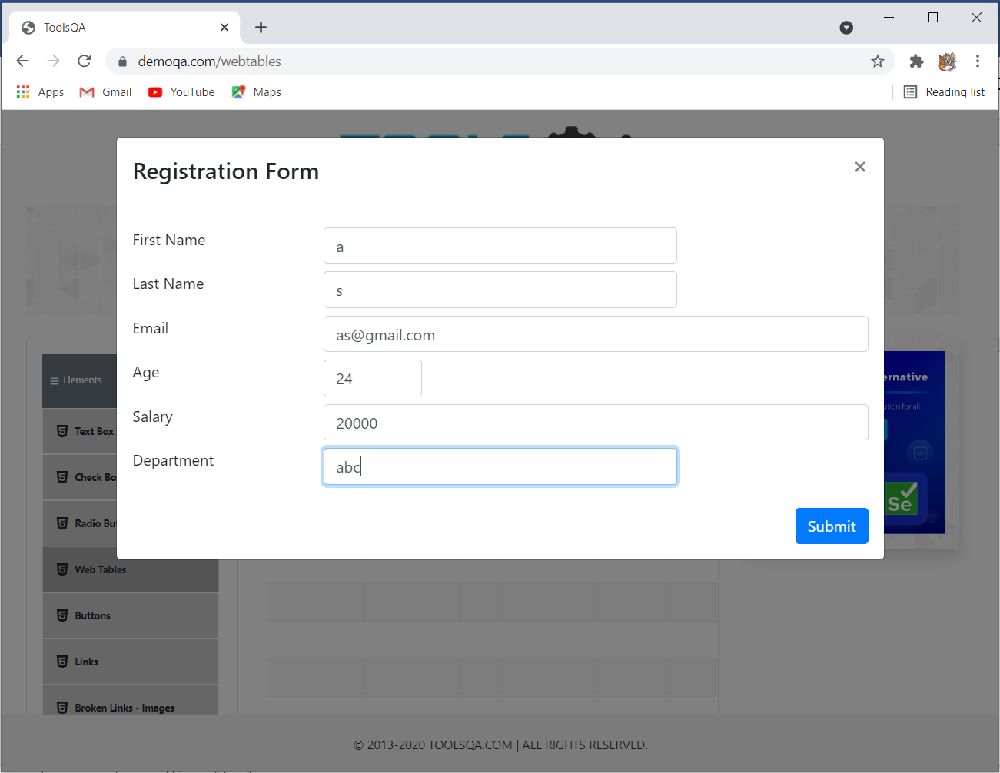 ToolsQA
demoqa.com/webtables
Apps Gmail YouTube Maps Reading list
Registration Form
First Name a
Last Name s
Email as@gmail.com
Age 24
Salary 20000
Department abc
Submit
Elements
Text Box
Check Bo
Radio Bu
Web Tables
Buttons
Links
Broken Links - Images
ernative
ution for all
Se
© 2013-2020 TOOLSQA.COM | ALL RIGHTS RESERVED.